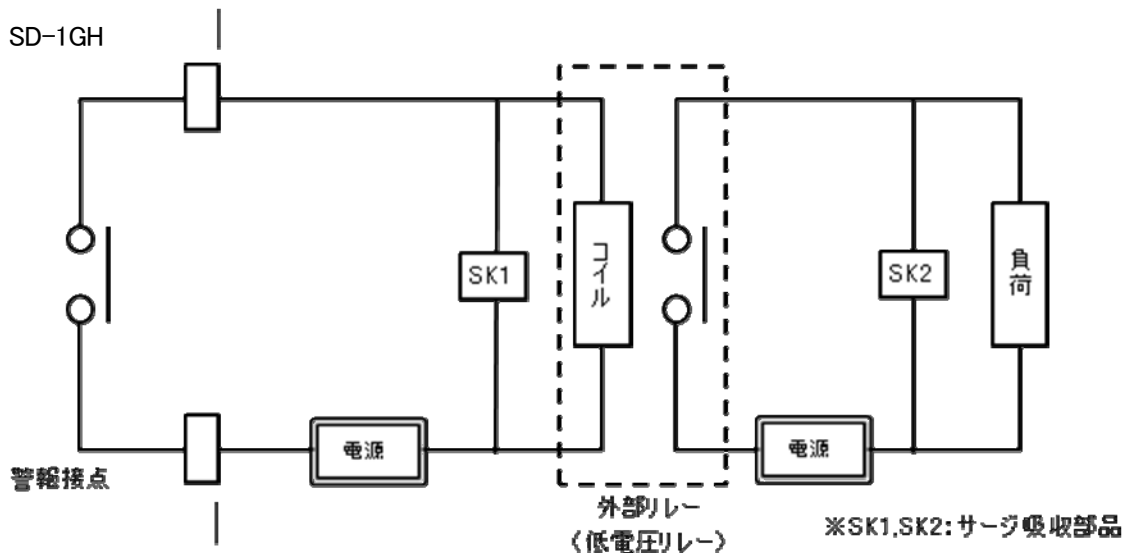 SD-1GH
SK1
コイル
SK2
負荷
電源
電源
警報接点
外部リレー
（低電圧リレー）
※SK1,SK2:サージ吸収部品